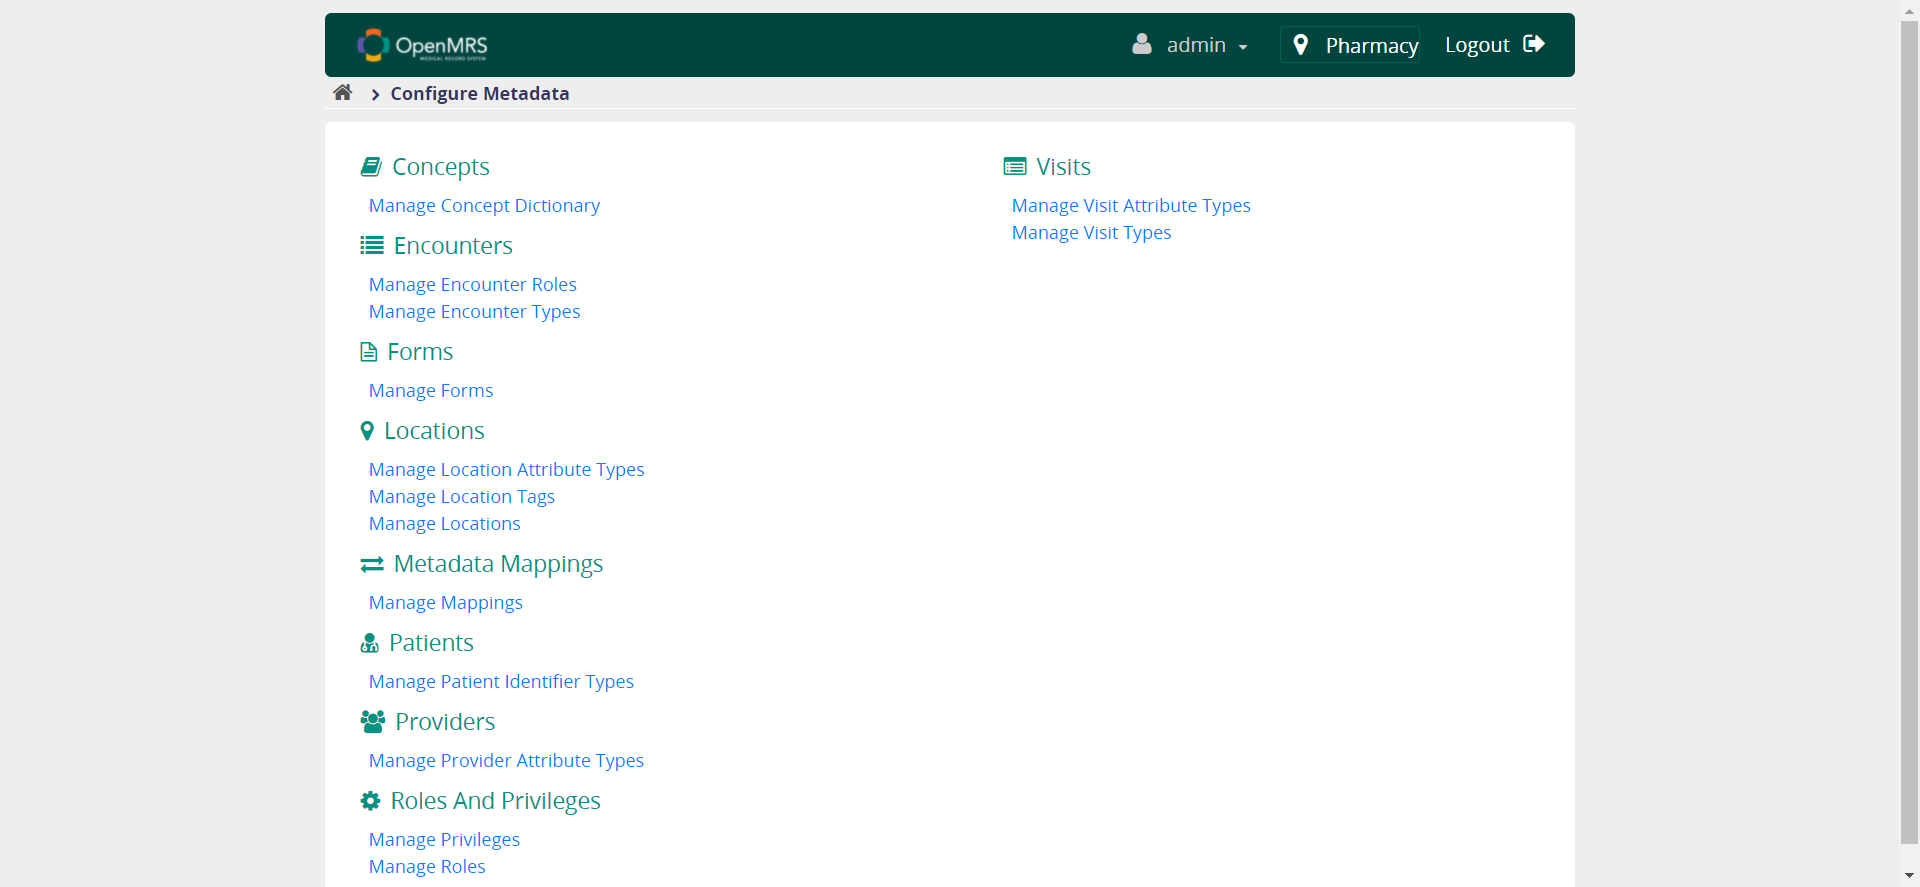 OpenMRS
MEDICAL RECORD SYSTEM
admin
Pharmacy
Logout
Configure Metadata
Concepts
Manage Concept Dictionary
Encounters
Manage Encounter Roles
Manage Encounter Types
Forms
Manage Forms
Locations
Manage Location Attribute Types
Manage Location Tags
Manage Locations
Metadata Mappings
Manage Mappings
Patients
Manage Patient Identifier Types
Providers
Manage Provider Attribute Types
Roles And Privileges
Manage Privileges
Manage Roles
Visits
Manage Visit Attribute Types
Manage Visit Types